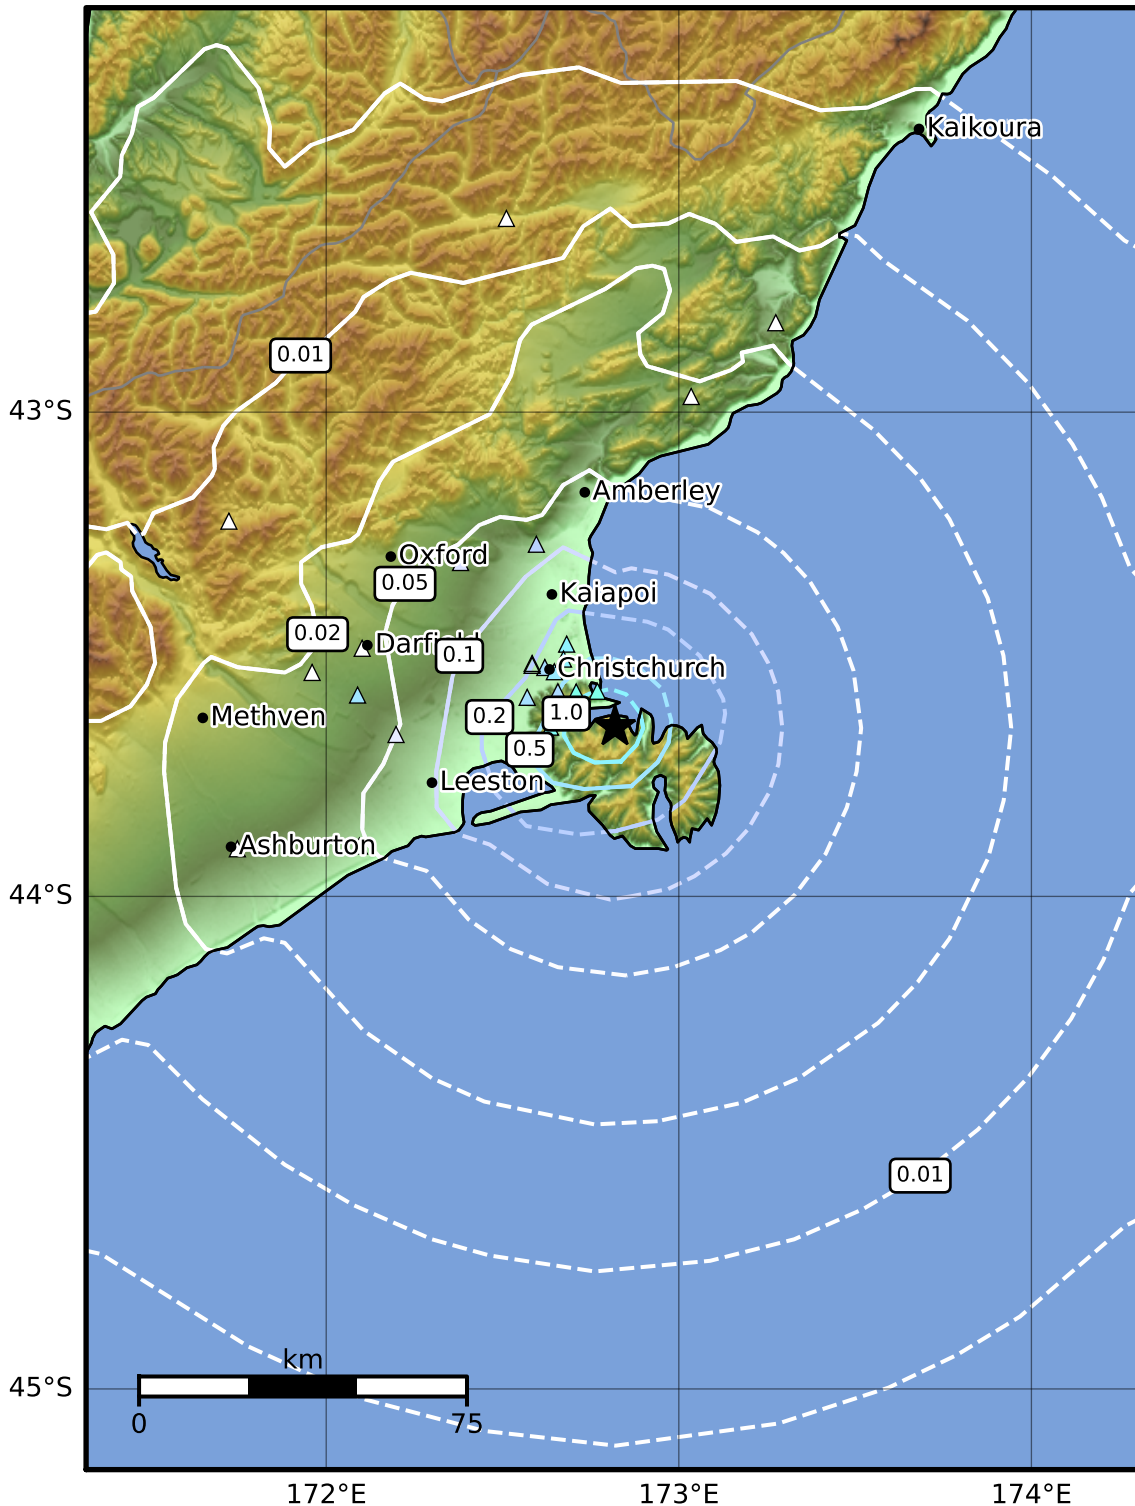 Kaikoura
0.01
43°S
Amberley
Oxford
0.05
Kaiapoi
0.02
Darfield
0.1
Christchurch
Methven
0.2
1.0
0.5
Leeston
Ashburton
44°S
0.01
km
45°S
0
75
172°E
173°E
174°E